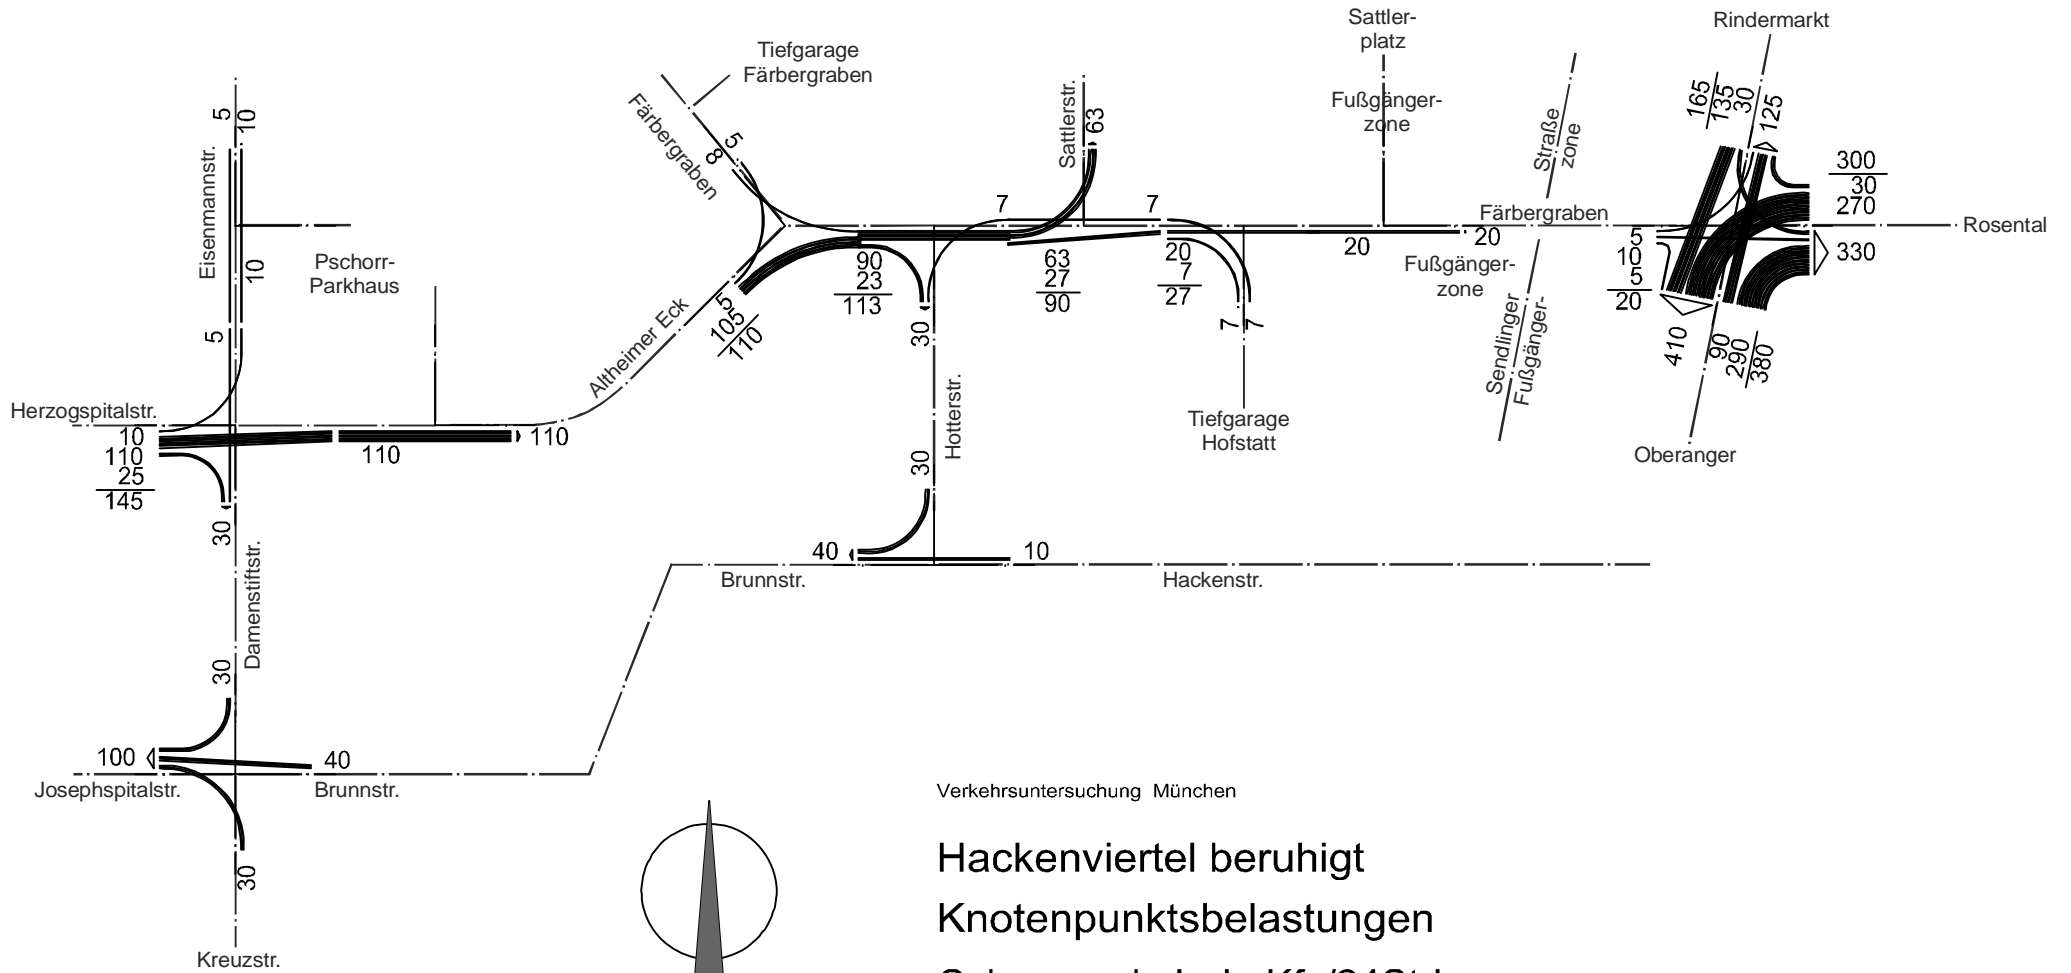 Sattler-
platz
Rindermarkt
Tiefgarage
Färbergraben
Färbergraben
Sattlerstr.
Fußgänger-
zone
Straße
zone
165
135
30
125
300
30
270
Rosental
330
5
10
5
20
410
90
290
380
Oberanger
Färbergraben
20
20
Fußgänger-
zone
Sendlinger
Fußgänger-
5
10
Eisenmannstr.
10
5
Pschorr-
Parkhaus
5
8
63
7
7
90
23
113
63
27
90
20
7
27
7
7
Tiefgarage
Hofstatt
5
105
110
Altheimer Eck
30
Hotterstr.
30
Herzogspitalstr.
10
110
25
145
110
110
30
Damenstiftstr.
30
40
10
Brunnstr.
Hackenstr.
100
40
Josephspitalstr.
Brunnstr.
30
Kreuzstr.
Verkehrsuntersuchung München
Hackenviertel beruhigt
Knotenpunktsbelastungen